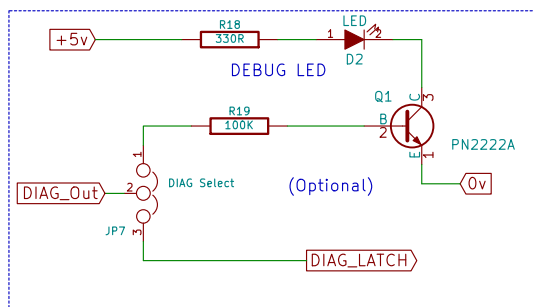 R18
LED
+5v
330R
1
2
D2
DEBUG LED
Q1
C
3
R19
100K
B
2
PN2222A
E
1
1
DIAG Select
(Optional)
0v
DIAG_Out
2
JP7
3
DIAG_LATCH